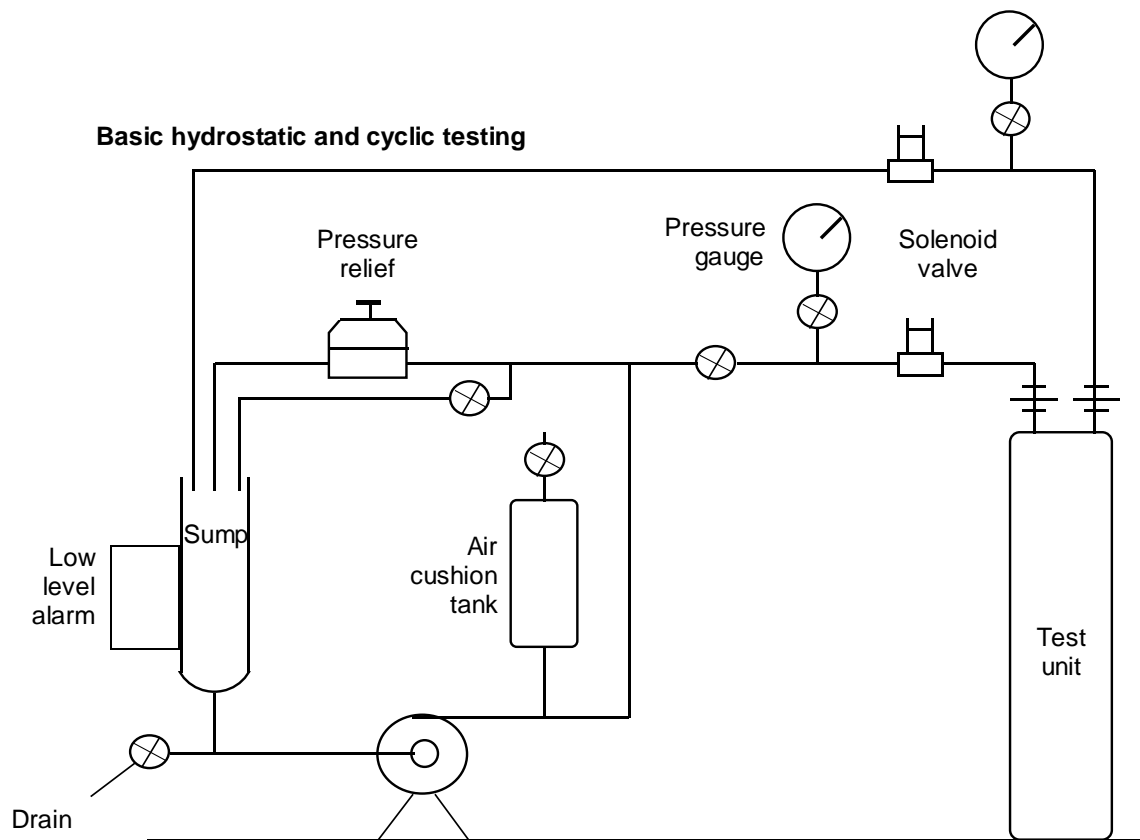 Basic hydrostatic and cyclic testing
Pressure
relief
Pressure
gauge
Solenoid
valve
Sump
Low
level
alarm
Air
cushion
tank
Test
unit
Drain